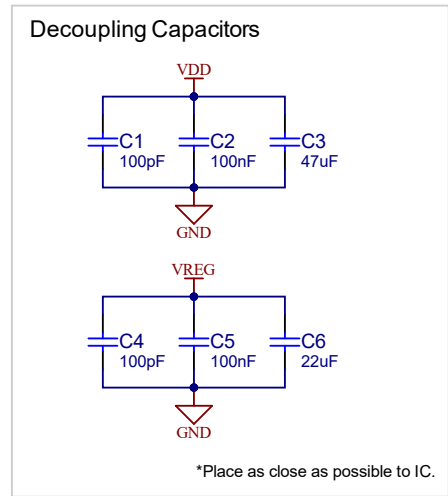 Decoupling Capacitors
VDD
C1 C2 C3
100pF 100nF 47uF
GND
VREG
C4 C5 C6
100pF 100nF 22uF
GND
*Place as close as possible to IC.